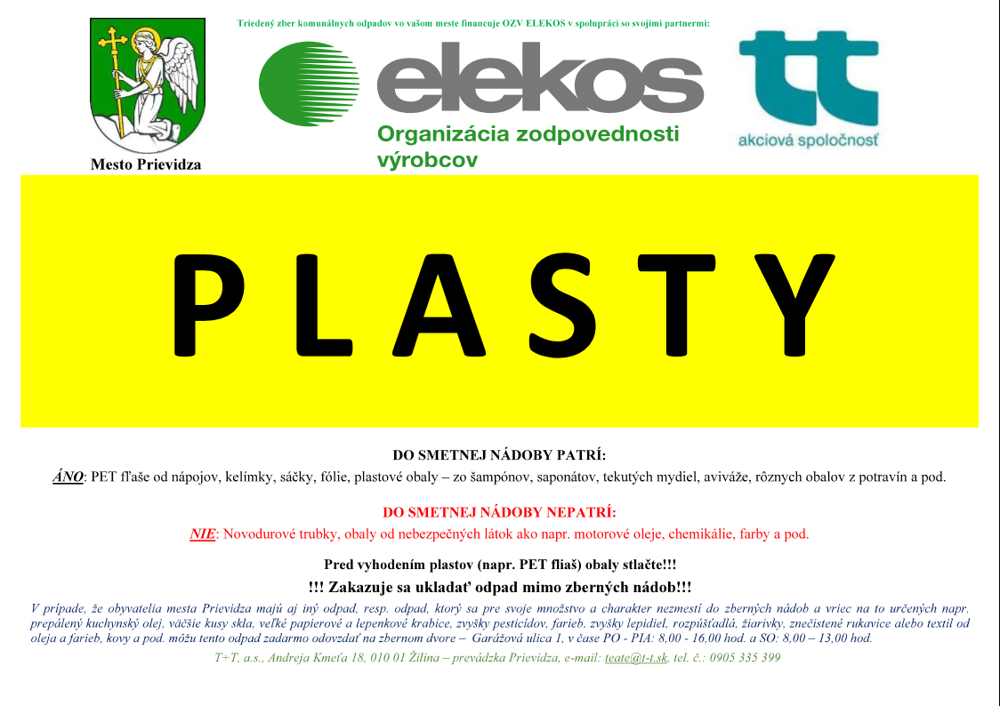 Triedený zber komunálnych odpadov vo vašom meste financuje OZV ELEKOS v spolupráci so svojimi partnermi:
elekos
Organizácia zodpovednosti
výrobcov
tt
akciová spoločnosť
Mesto Prievidza
PLASTY
DO SMETNEJ NÁDOBY PATRÍ:
ÁNO: PET fľaše od nápojov, kelímky, sáčky, fólie, plastové obaly – zo šampónov, saponátov, tekutých mydiel, aviváže, rôznych obalov z potravín a pod.
DO SMETNEJ NÁDOBY NEPATRÍ:
NIE: Novodurové trubky, obaly od nebezpečných látok ako napr. motorové oleje, chemikálie, farby a pod.
Pred vyhodením plastov (napr. PET fliaš) obaly stlačte!!!
!!! Zakazuje sa ukladať odpad mimo zberných nádob!!!
V prípade, že obyvatelia mesta Prievidza majú aj iný odpad, resp. odpad, ktorý sa pre svoje množstvo a charakter nezmestí do zberných nádob a vriec na to určených napr.
prepálený kuchynský olej, väčšie kusy skla, veľké papierové a lepenkové krabice, zvyšky pesticídov, farieb, zvyšky lepidiel, rozpúšťadlá, žiarivky, znečistené rukavice alebo textil od
oleja a farieb, kovy a pod. môžu tento odpad zadarmo odovzdať na zbernom dvore – Garážová ulica 1, v čase PO - PIA: 8,00 - 16,00 hod. a SO: 8,00 – 13,00 hod.
T+T, a.s., Andreja Kmeťa 18, 010 01 Žilina – prevádzka Prievidza, e-mail: teate@t-t.sk, tel. č.: 0905 335 399